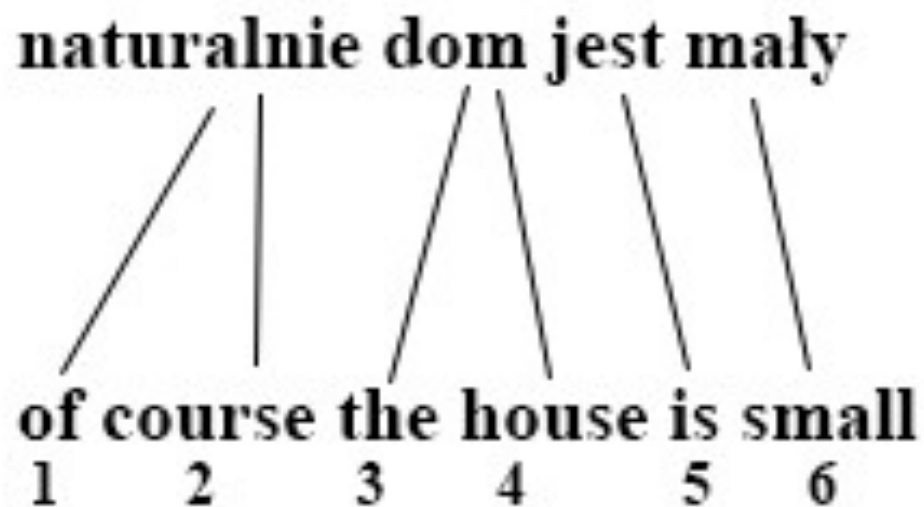 naturalnie dom jest mały
of course the house is small
1 2 3 4 5 6